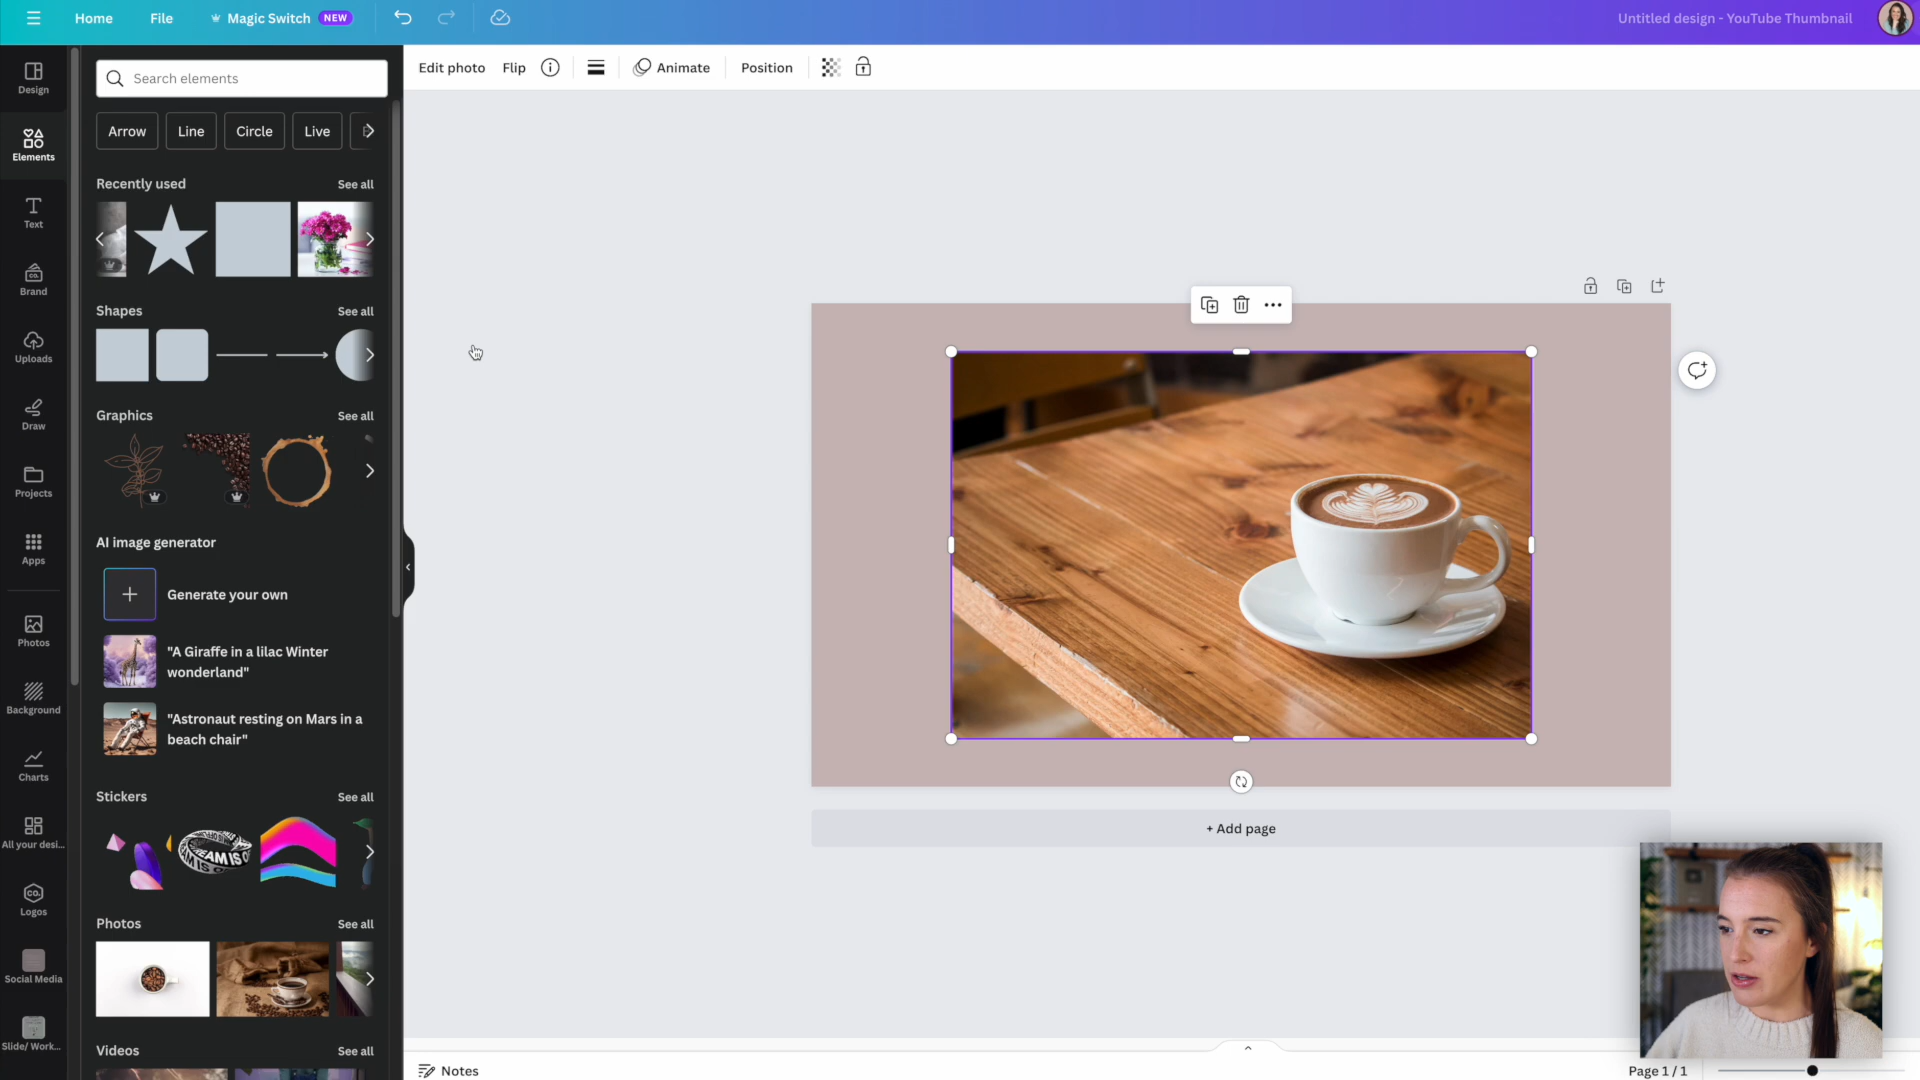 Home
File
Magic Switch NEW
Untitled design - YouTube Thumbnail
Design
Elements
Text
Brand
Uploads
Draw
Projects
Apps
Photos
Background
Charts
All your desi...
Logos
Social Media
Slide/ Work...
Search elements
Arrow
Line
Circle
Live
Recently used
See all
Shapes
See all
Graphics
See all
AI image generator
Generate your own
"A Giraffe in a lilac Winter
wonderland"
"Astronaut resting on Mars in a
beach chair"
Stickers
See all
Photos
See all
Videos
See all
Edit photo
Flip
Animate
Position
+ Add page
Notes
Page 1 / 1